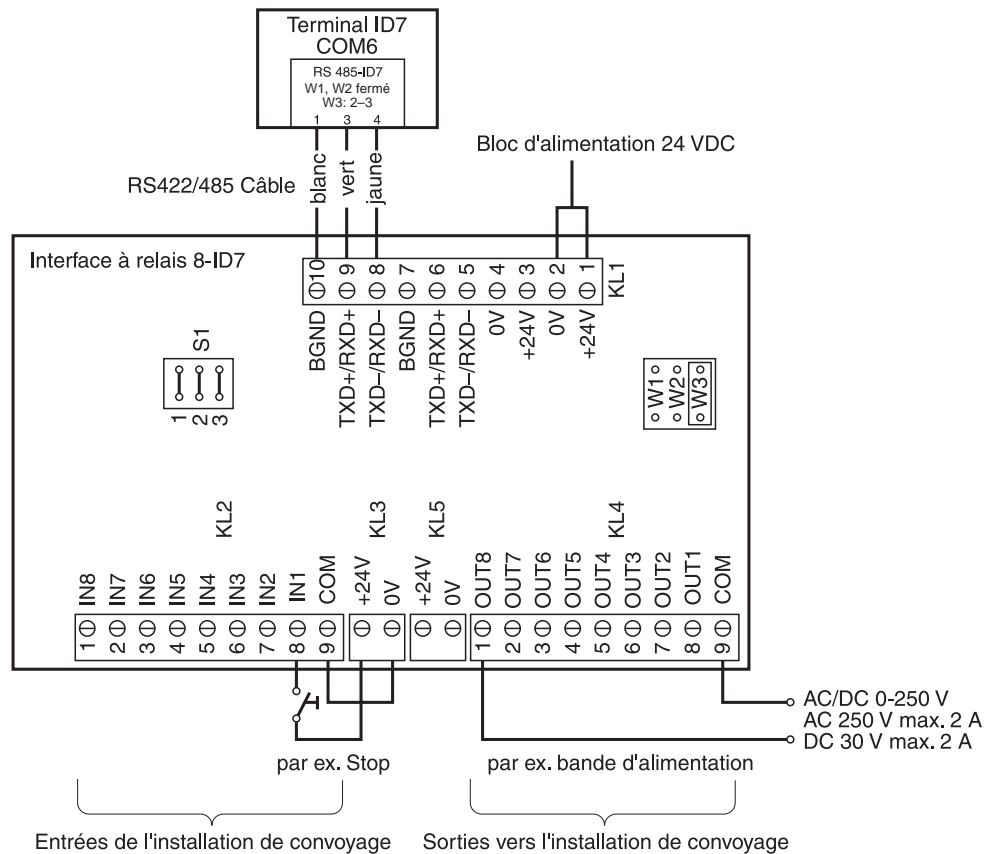 Terminal ID7
COM6
RS 485-ID7
W1, W2 fermé
W3: 2–3
1 3 4
blanc
vert
jaune
RS422/485 Câble
Bloc d'alimentation 24 VDC
Interface à relais 8-ID7
10 9 8 7 6 5 4 3 2 1
KL1
BGND
TXD+/RXD+
TXD–/RXD–
BGND
TXD+/RXD+
TXD–/RXD–
0V
+24V
0V
+24V
S1
1 2 3
W1
W2
W3
KL2
KL3
KL5
KL4
IN8
IN7
IN6
IN5
IN4
IN3
IN2
IN1
COM
+24V
0V
+24V
0V
OUT8
OUT7
OUT6
OUT5
OUT4
OUT3
OUT2
OUT1
COM
1 2 3 4 5 6 7 8 9
1 2 3 4 5 6 7 8 9
AC/DC 0-250 V
AC 250 V max. 2 A
DC 30 V max. 2 A
par ex. Stop
par ex. bande d'alimentation
Entrées de l'installation de convoyage
Sorties vers l'installation de convoyage